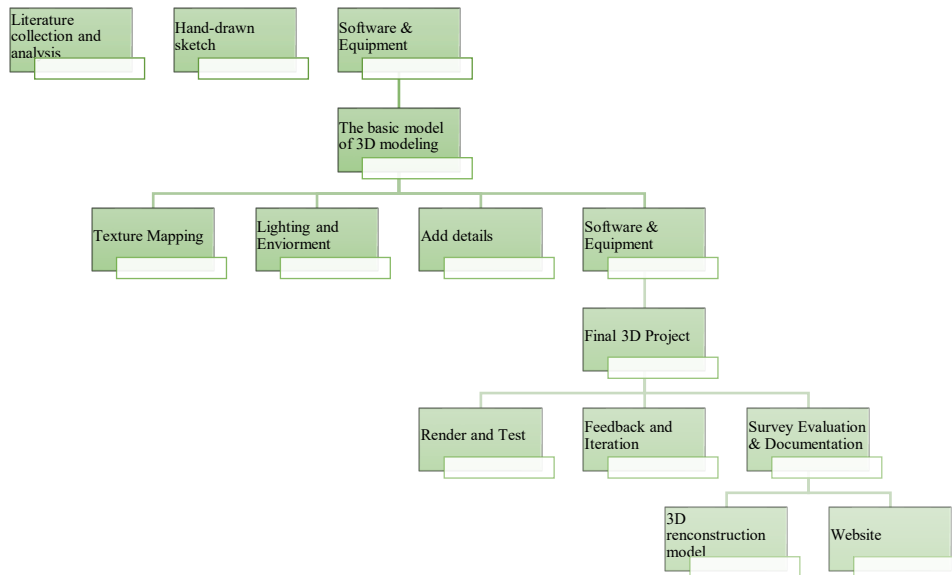 Literature
collection and
analysis
Hand-drawn
sketch
Software &
Equipment
The basic model
of 3D modeling
Texture Mapping
Lighting and
Enviorment
Add details
Software &
Equipment
Final 3D Project
Render and Test
Feedback and
Iteration
Survey Evaluation
& Documentation
3D
renconstruction
model
Website